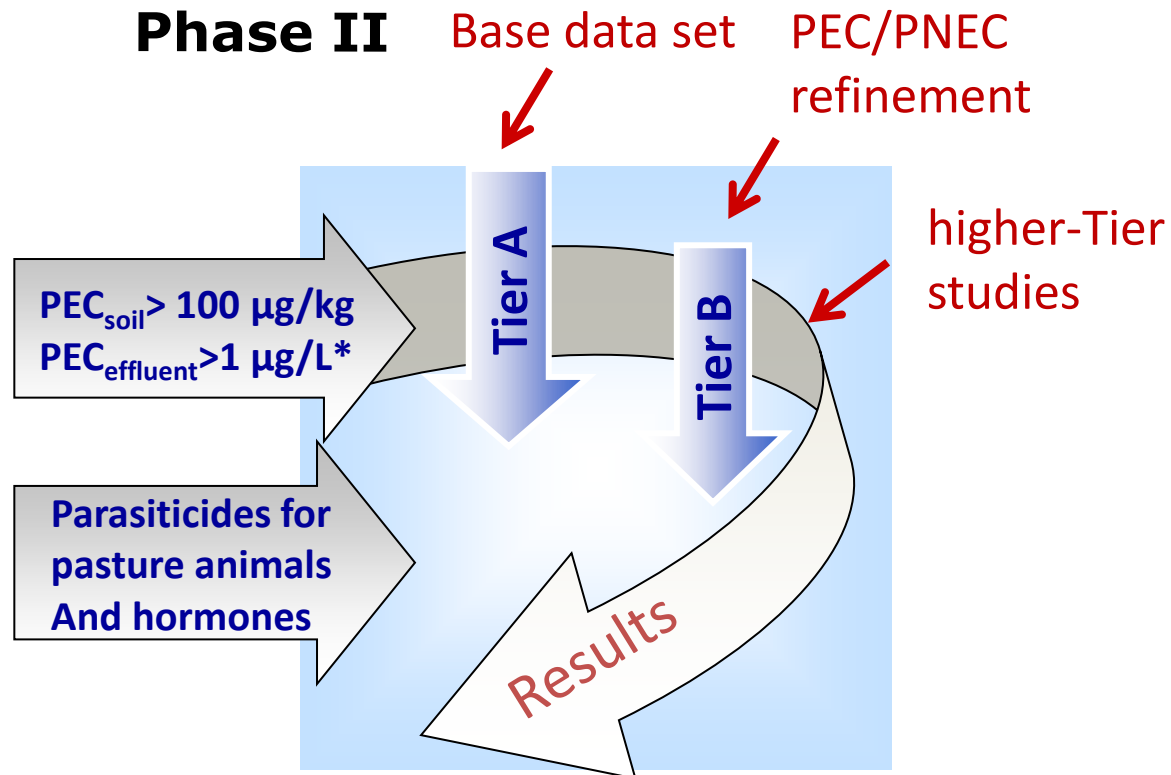 Phase II
Base data set
PEC/PNEC
refinement
higher-Tier
studies
Tier A
Tier B
PECsoil> 100 µg/kg
PECeffluent>1 µg/L*
Parasiticides for
pasture animals
And hormones
Results